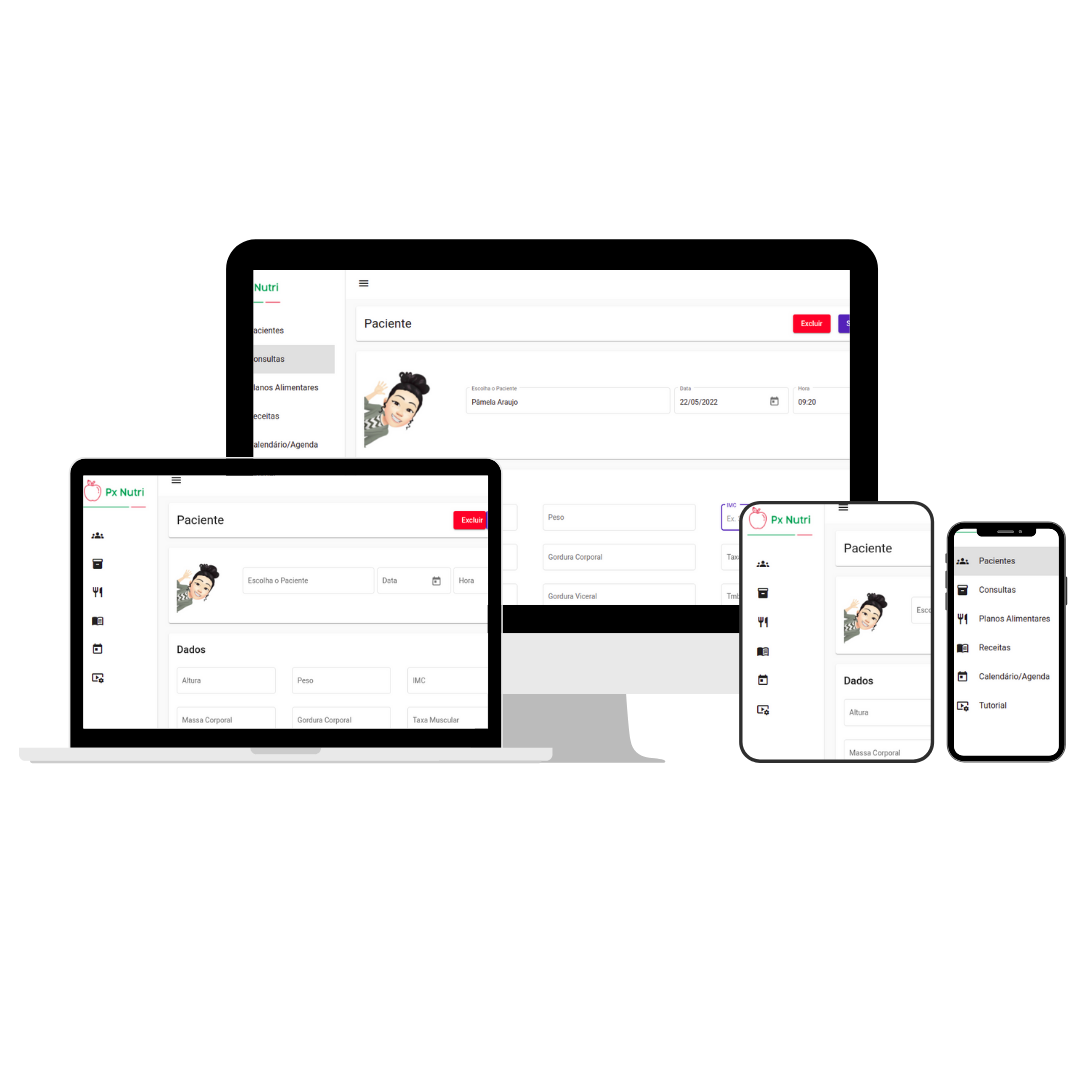 Nutri
Paciente
Excluir
S
acientes
onsultas
lanos Alimentares
eceitas
alendário/Agenda
Escolha o Paciente
Pâmela Araujo
Data
22/05/2022
Hora
09:20
Peso
IMC
Ex.
Gordura Corporal
Taxa
Gordura Viceral
Tmb
Px Nutri
Paciente
Excluir
Escolha o Paciente
Data
Hora
Dados
Altura
Peso
IMC
Massa Corporal
Gordura Corporal
Taxa Muscular
Px Nutri
Paciente
Esco
Dados
Altura
Massa Corporal
Pacientes
Consultas
Planos Alimentares
Receitas
Calendário/Agenda
Tutorial